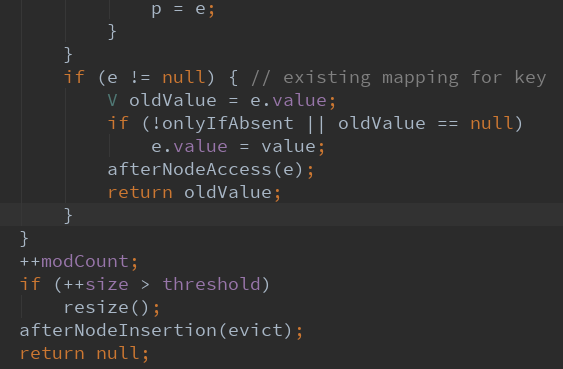 p = e;
}
}
if (e != null) { // existing mapping for key
V oldValue = e.value;
if (!onlyIfAbsent || oldValue == null)
e.value = value;
afterNodeAccess(e);
return oldValue;
}
}
++modCount;
if (++size > threshold)
resize();
afterNodeInsertion(evict);
return null;